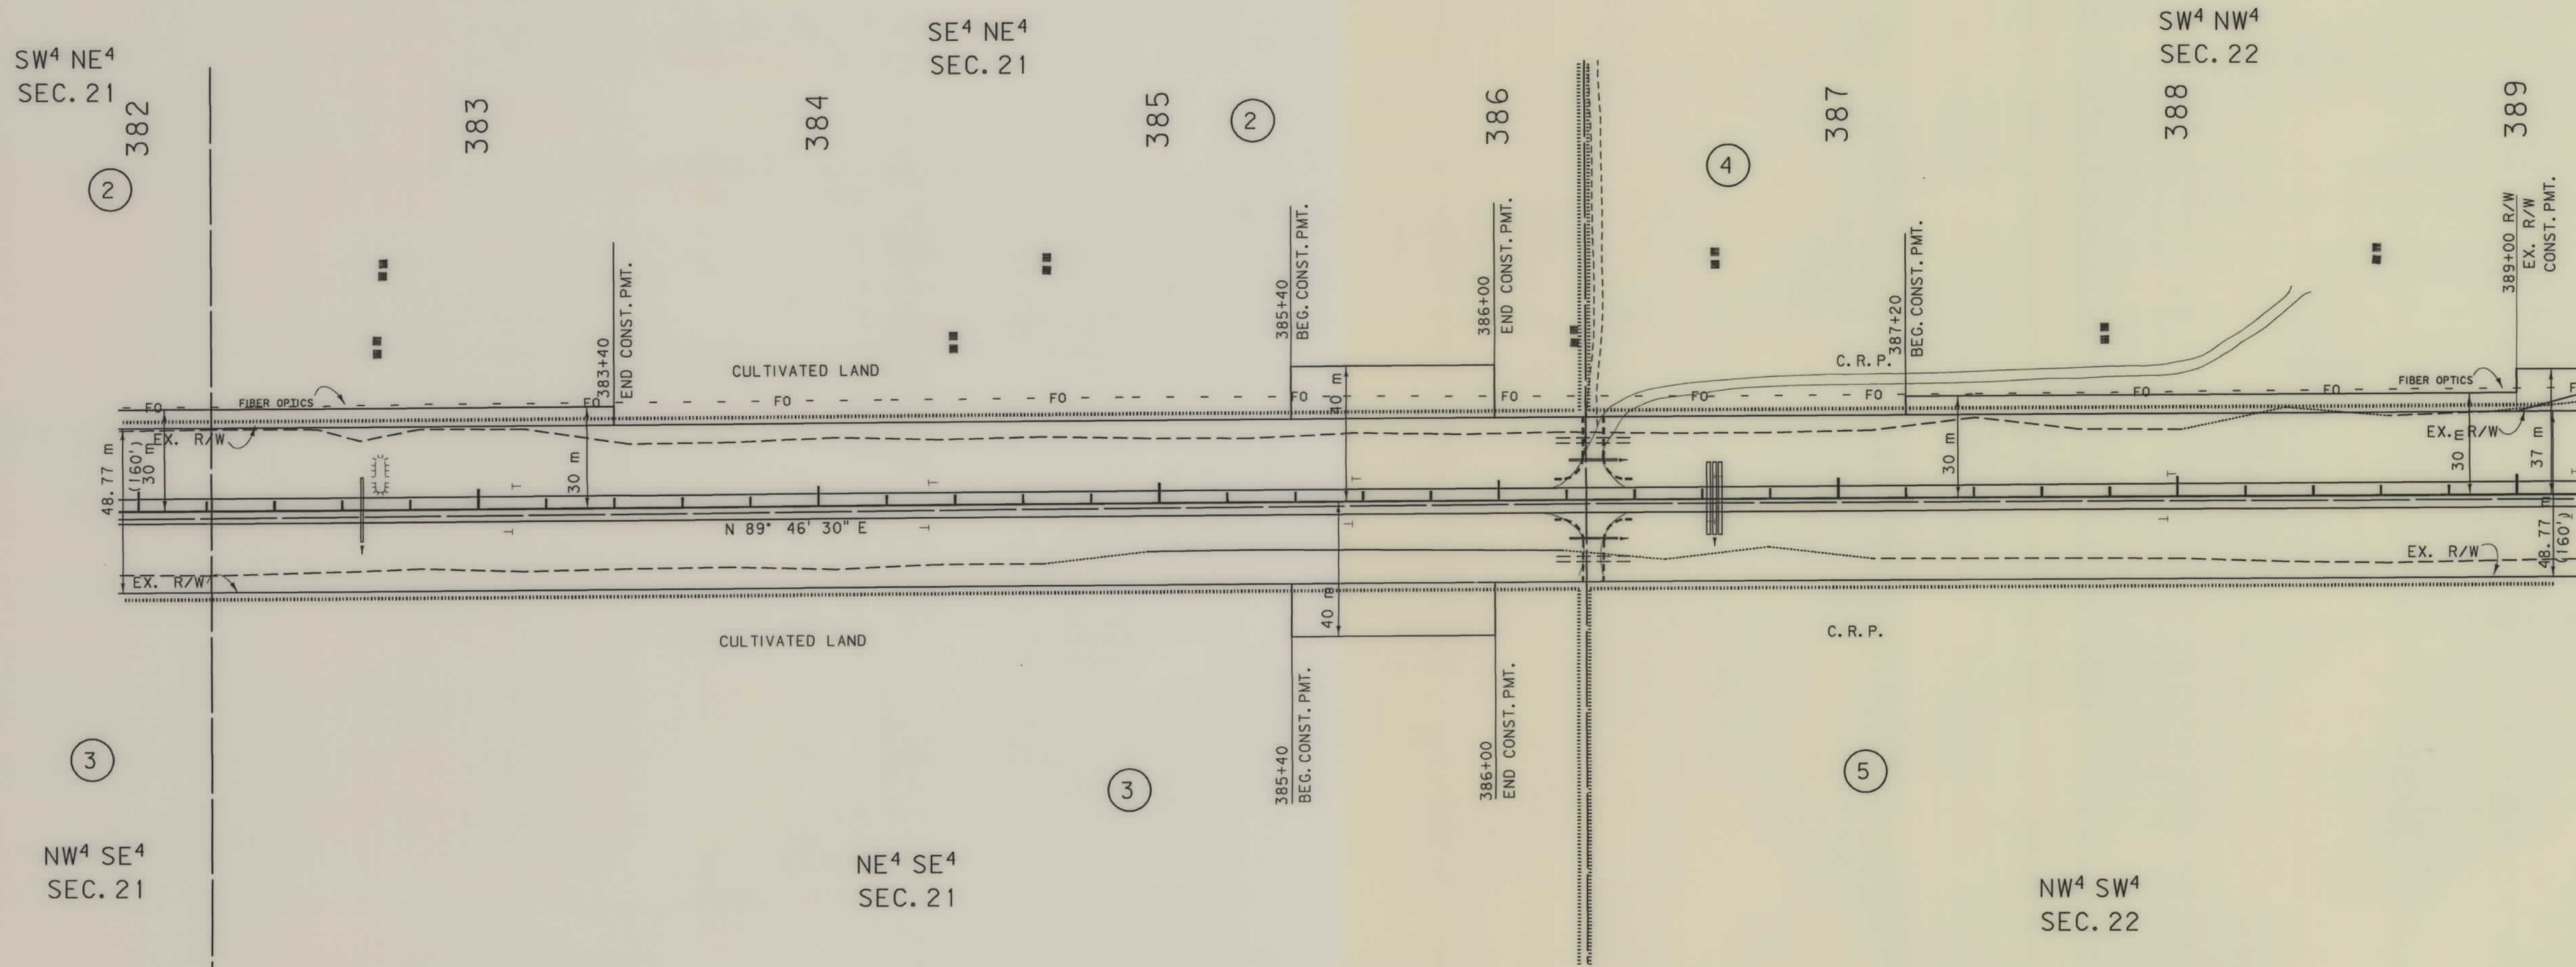 SW⁴ NE⁴
SEC. 21
SE⁴ NE⁴
SEC. 21
SW⁴ NW⁴
SEC. 22
382
383
384
385
386
387
388
389
2
2
4
383+40
END CONST. PMT.
385+40
BEG. CONST. PMT.
386+00
END CONST. PMT.
387+20
BEG. CONST. PMT.
389+00 R/W
EX. R/W
CONST. PMT.
CULTIVATED LAND
C.R.P.
FO
FIBER OPTICS
FO
FO
FO
FO
FO
FO
FO
FO
FO
FIBER OPTICS
EX. R/W
EX. R/W
48.77 m
(160')
30 m
30 m
40 m
30 m
30 m
37 m
48.77 m
(160')
N 89° 46' 30" E
EX. R/W
EX. R/W
40 m
CULTIVATED LAND
C.R.P.
385+40
BEG. CONST. PMT.
386+00
END CONST. PMT.
3
3
5
NW⁴ SE⁴
SEC. 21
NE⁴ SE⁴
SEC. 21
NW⁴ SW⁴
SEC. 22